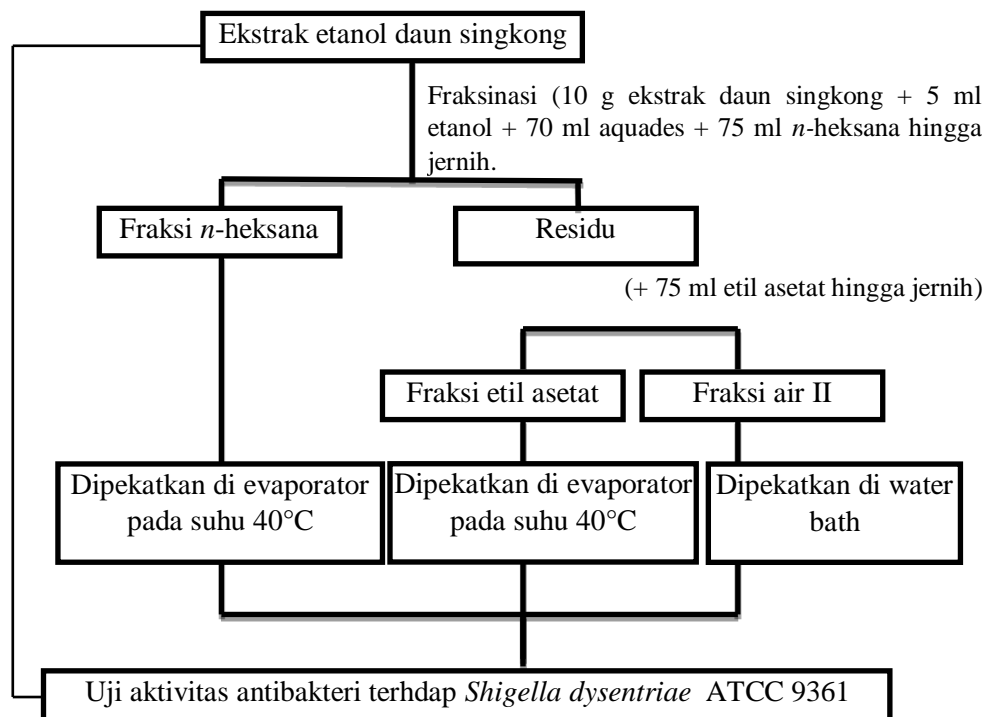 Ekstrak etanol daun singkong
Fraksinasi (10 g ekstrak daun singkong + 5 ml
etanol + 70 ml aquades + 75 ml n-heksana hingga
jernih.
Fraksi n-heksana
Residu
(+ 75 ml etil asetat hingga jernih)
Fraksi etil asetat
Fraksi air II
Dipekatkan di evaporator
pada suhu 40°C
Dipekatkan di evaporator
pada suhu 40°C
Dipekatkan di water
bath
Uji aktivitas antibakteri terhdap Shigella dysentriae ATCC 9361